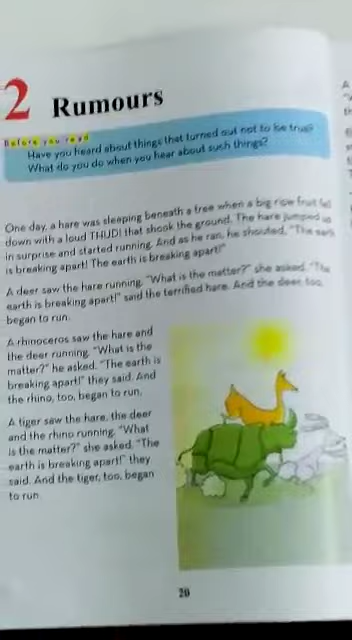 2 Rumours
Before you read
Have you heard about things that turned out not to be true?
What do you do when you hear about such things?
One day, a hare was sleeping beneath a tree when a big ripe fruit fell
down with a loud THUD! that shook the ground. The hare jumped up
in surprise and started running. And as he ran, he shouted, "The earth
is breaking apart! The earth is breaking apart!"
A deer saw the hare running. "What is the matter?" she asked. "The
earth is breaking apart!" said the terrified hare. And the deer, too,
began to run.
A rhinoceros saw the hare and
the deer running. "What is the
matter?" he asked. "The earth is
breaking apart!" they said. And
the rhino, too, began to run.
A tiger saw the hare, the deer
and the rhino running. "What
is the matter?" she asked. "The
earth is breaking apart!" they
said. And the tiger, too, began
to run.
20